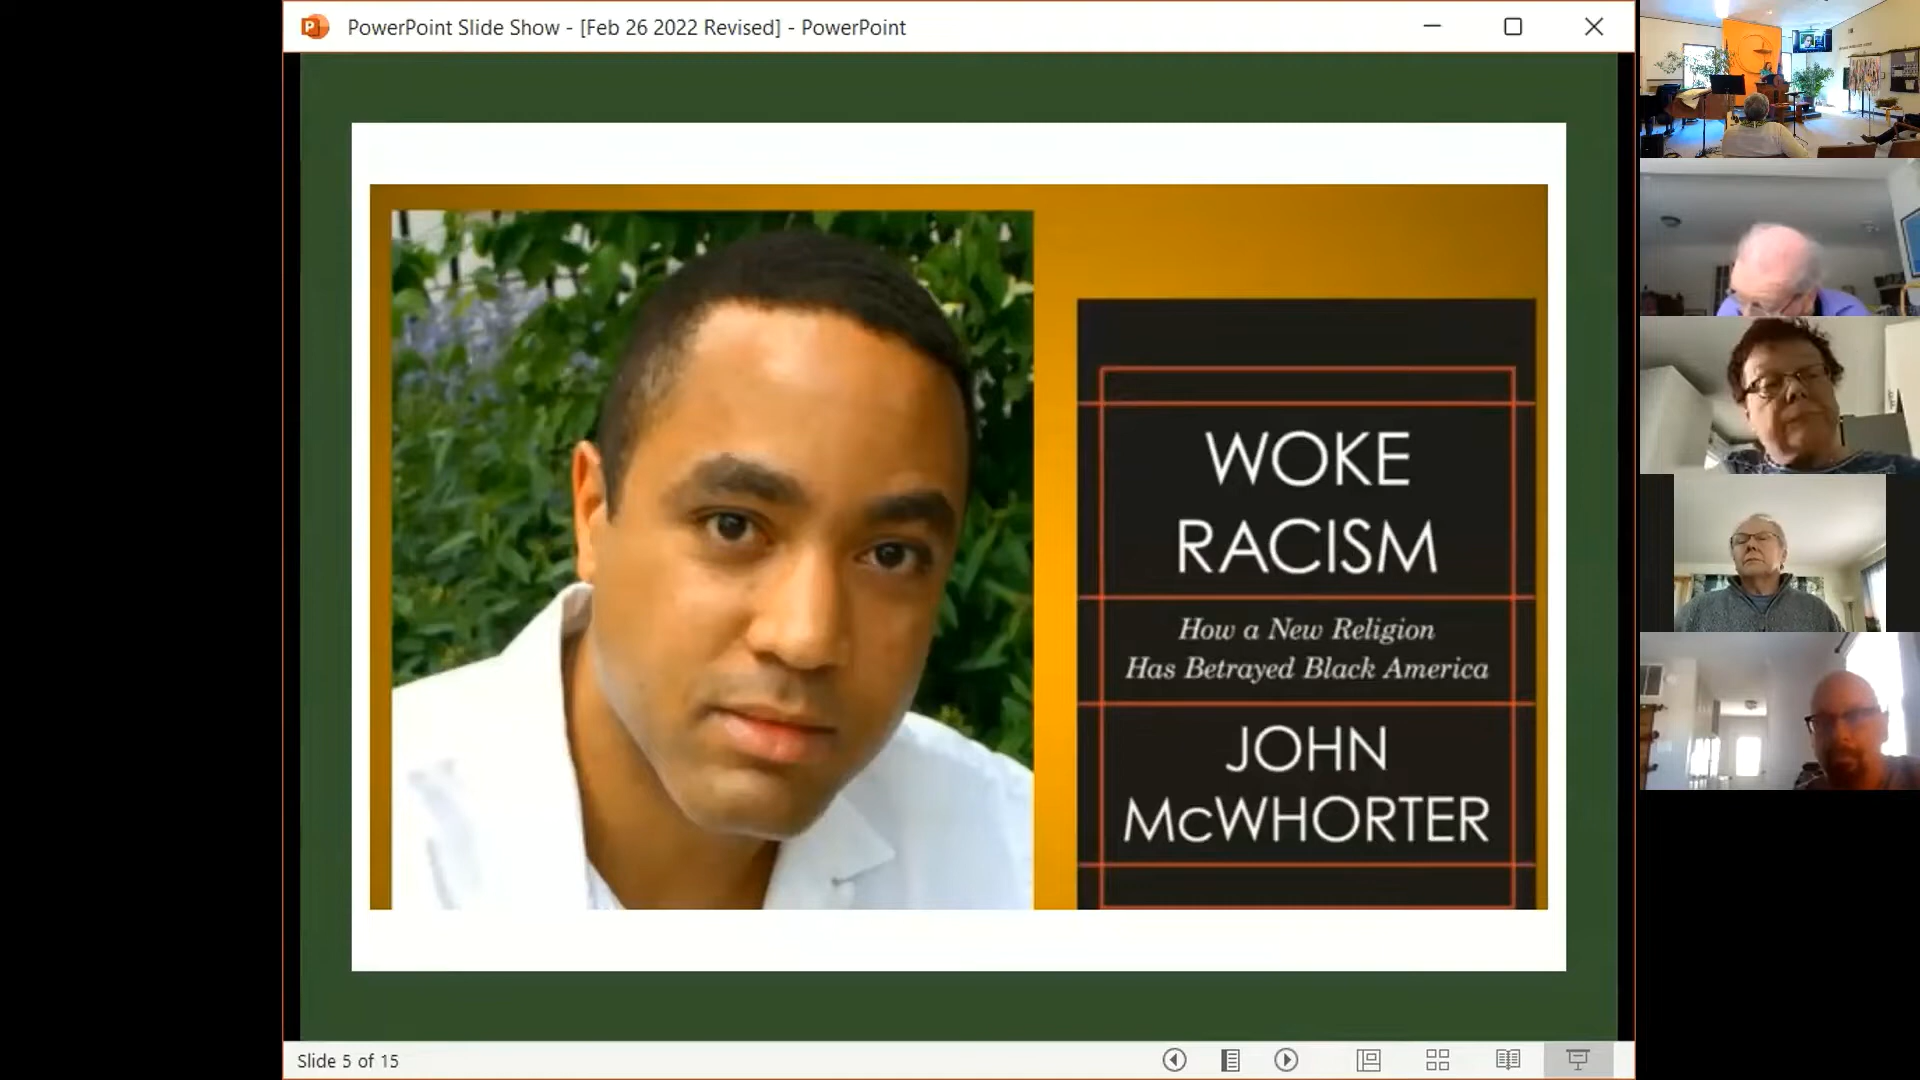 PowerPoint Slide Show - [Feb 26 2022 Revised] - PowerPoint
WOKE
RACISM
How a New Religion
Has Betrayed Black America
JOHN
McWHORTER
Slide 5 of 15